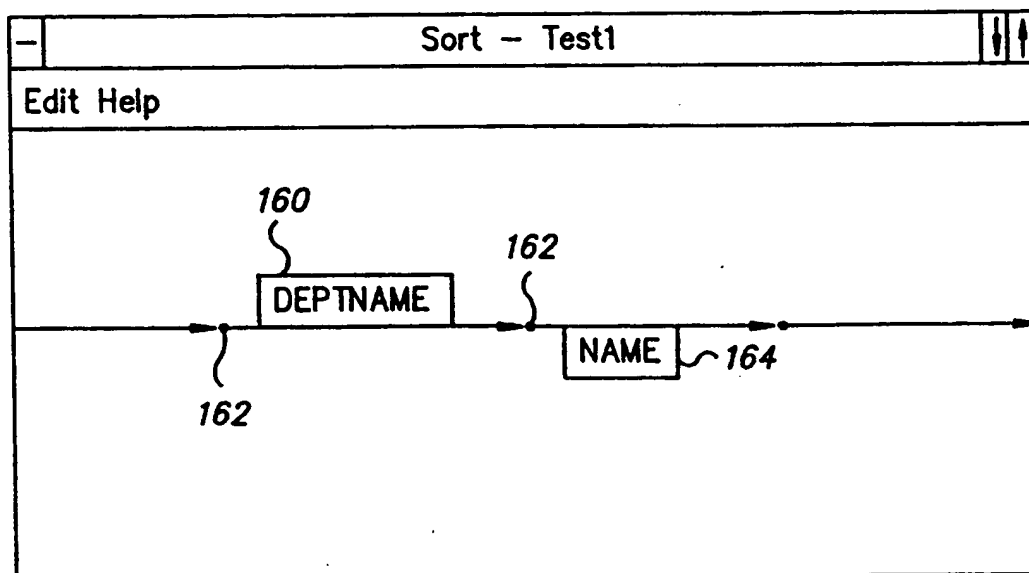 Sort – Test1
Edit Help
160
162
DEPTNAME
NAME
164
162